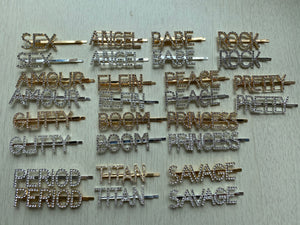 SEX ANGEL BABE ROCK
SEX ANGEL BABE ROCK
AMOUR PEACE PRETTY
AMOUR PEACE PRETTY
BOOM PRINCESS
BOOM PRINCESS
PERIOD TITAN SAVAGE
PERIOD TITAN SAVAGE